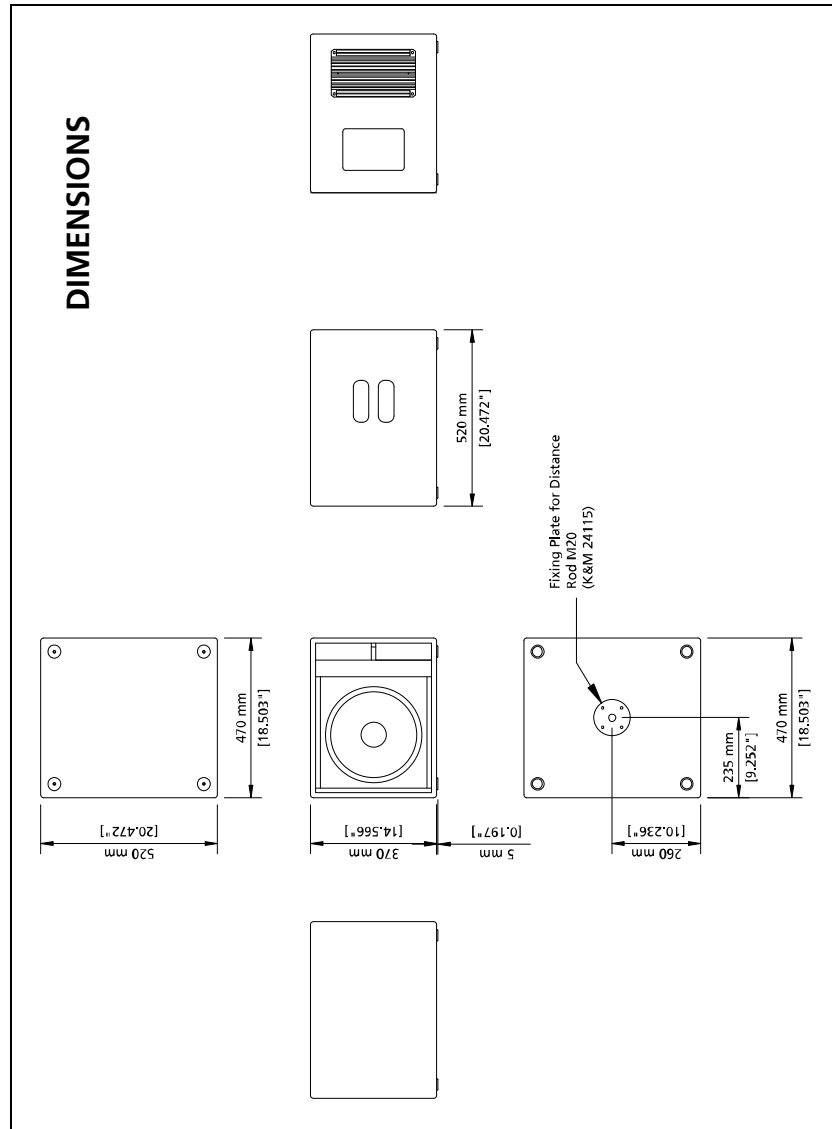 DIMENSIONS
520 mm
[20.472"]
Fixing Plate for Distance
Rod M20
(K&M 24115)
470 mm
[18.503"]
470 mm
[18.503"]
235 mm
[9.252"]
520 mm
[20.472"]
370 mm
[14.566"]
5 mm
[0.197"]
260 mm
[10.236"]